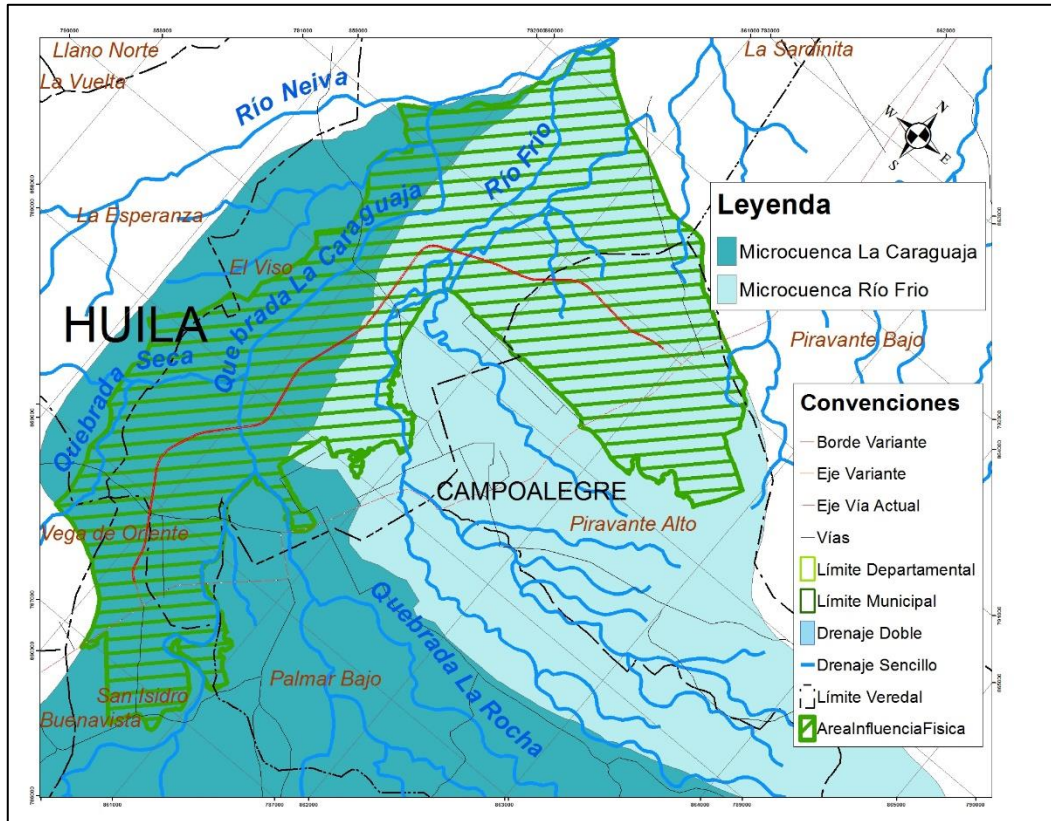 Llano Norte
La Vuelta
La Sardinita
Río Neiva
N
W
E
S
Río Frio
Leyenda
Microcuenca La Caraguaja
Microcuenca Río Frio
La Esperanza
Quebrada La Caraguaja
El Viso
HUILA
Quebrada Seca
Piravante Bajo
Convenciones
Borde Variante
Eje Variante
Eje Vía Actual
Vías
Límite Departamental
Límite Municipal
Drenaje Doble
Drenaje Sencillo
Límite Veredal
AreaInfluenciaFisica
CAMPOALEGRE
Piravante Alto
Vega de Oriente
Quebrada La Rocha
Palmar Bajo
San Isidro
Buenavista